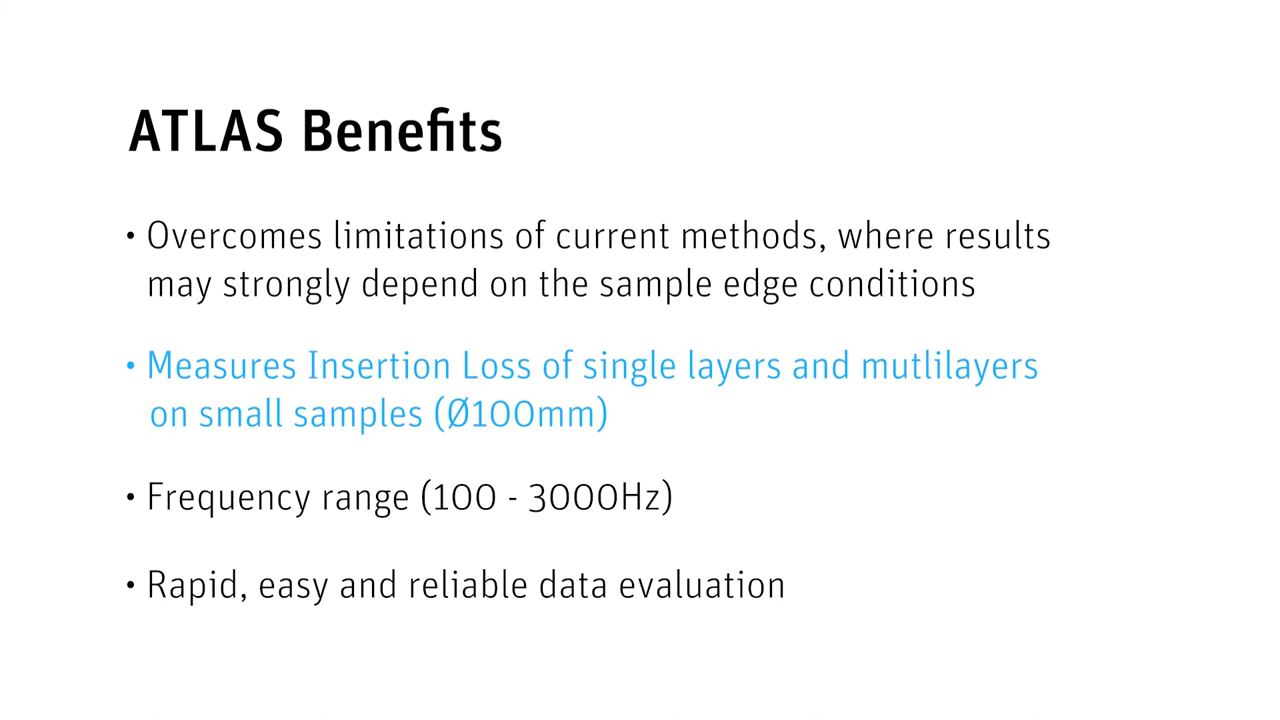 ATLAS Benefits
• Overcomes limitations of current methods, where results
may strongly depend on the sample edge conditions
• Measures Insertion Loss of single layers and mutlilayers
on small samples (Ø100mm)
• Frequency range (100 - 3000Hz)
• Rapid, easy and reliable data evaluation